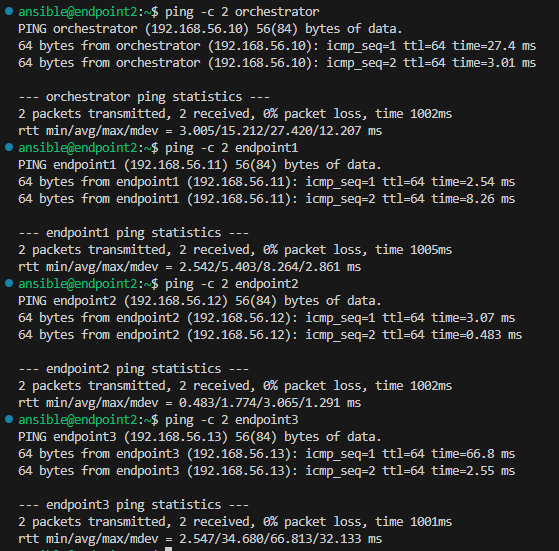 ansible@endpoint2:~$ ping -c 2 orchestrator
PING orchestrator (192.168.56.10) 56(84) bytes of data.
64 bytes from orchestrator (192.168.56.10): icmp_seq=1 ttl=64 time=27.4 ms
64 bytes from orchestrator (192.168.56.10): icmp_seq=2 ttl=64 time=3.01 ms

--- orchestrator ping statistics ---
2 packets transmitted, 2 received, 0% packet loss, time 1002ms
rtt min/avg/max/mdev = 3.005/15.212/27.420/12.207 ms
ansible@endpoint2:~$ ping -c 2 endpoint1
PING endpoint1 (192.168.56.11) 56(84) bytes of data.
64 bytes from endpoint1 (192.168.56.11): icmp_seq=1 ttl=64 time=2.54 ms
64 bytes from endpoint1 (192.168.56.11): icmp_seq=2 ttl=64 time=8.26 ms

--- endpoint1 ping statistics ---
2 packets transmitted, 2 received, 0% packet loss, time 1005ms
rtt min/avg/max/mdev = 2.542/5.403/8.264/2.861 ms
ansible@endpoint2:~$ ping -c 2 endpoint2
PING endpoint2 (192.168.56.12) 56(84) bytes of data.
64 bytes from endpoint2 (192.168.56.12): icmp_seq=1 ttl=64 time=3.07 ms
64 bytes from endpoint2 (192.168.56.12): icmp_seq=2 ttl=64 time=0.483 ms

--- endpoint2 ping statistics ---
2 packets transmitted, 2 received, 0% packet loss, time 1002ms
rtt min/avg/max/mdev = 0.483/1.774/3.065/1.291 ms
ansible@endpoint2:~$ ping -c 2 endpoint3
PING endpoint3 (192.168.56.13) 56(84) bytes of data.
64 bytes from endpoint3 (192.168.56.13): icmp_seq=1 ttl=64 time=66.8 ms
64 bytes from endpoint3 (192.168.56.13): icmp_seq=2 ttl=64 time=2.55 ms

--- endpoint3 ping statistics ---
2 packets transmitted, 2 received, 0% packet loss, time 1001ms
rtt min/avg/max/mdev = 2.547/34.680/66.813/32.133 ms